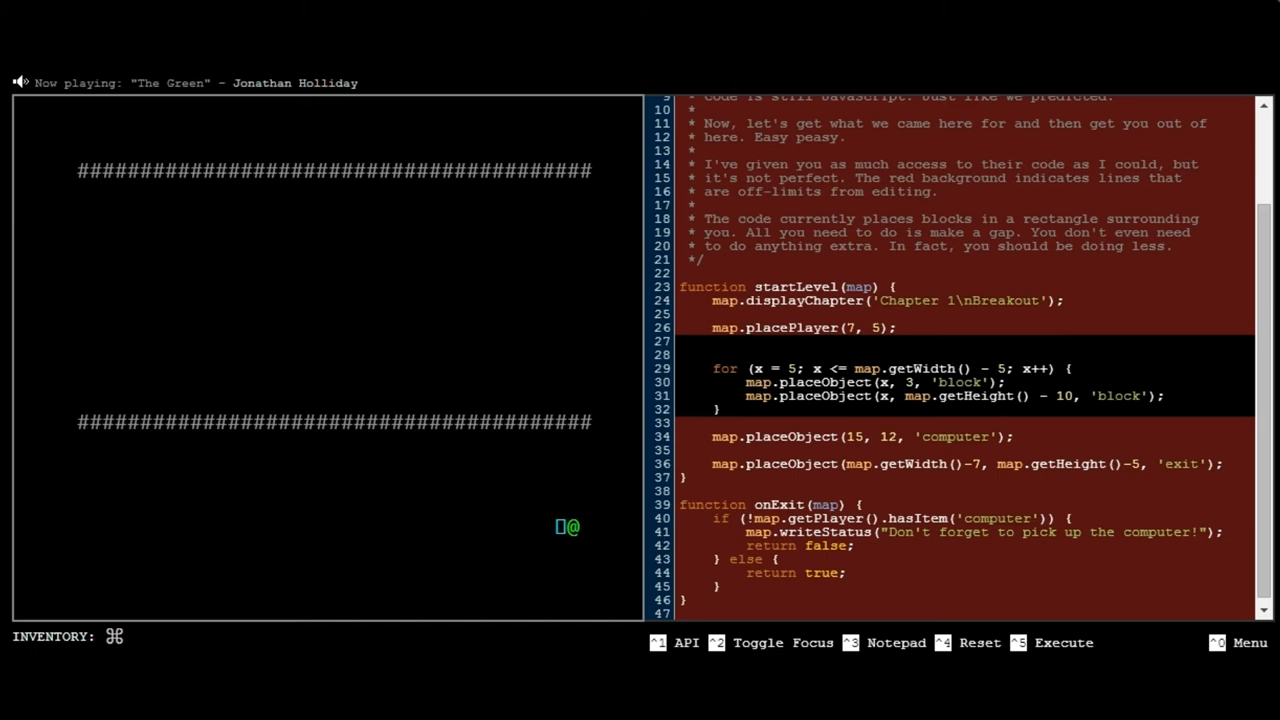 Now playing: "The Green" - Jonathan Holliday
#########################################
#########################################
▯@
INVENTORY: ⌘
9 * code is still JavaScript. Just like we predicted.
10 *
11 * Now, let's get what we came here for and then get you out of
12 * here. Easy peasy.
13 *
14 * I've given you as much access to their code as I could, but
15 * it's not perfect. The red background indicates lines that
16 * are off-limits from editing.
17 *
18 * The code currently places blocks in a rectangle surrounding
19 * you. All you need to do is make a gap. You don't even need
20 * to do anything extra. In fact, you should be doing less.
21 */
22
23 function startLevel(map) {
24 map.displayChapter('Chapter 1\nBreakout');
25
26 map.placePlayer(7, 5);
27
28
29 for (x = 5; x <= map.getWidth() - 5; x++) {
30 map.placeObject(x, 3, 'block');
31 map.placeObject(x, map.getHeight() - 10, 'block');
32 }
33
34 map.placeObject(15, 12, 'computer');
35
36 map.placeObject(map.getWidth()-7, map.getHeight()-5, 'exit');
37 }
38
39 function onExit(map) {
40 if (!map.getPlayer().hasItem('computer')) {
41 map.writeStatus("Don't forget to pick up the computer!");
42 return false;
43 } else {
44 return true;
45 }
46 }
47
^1 API ^2 Toggle Focus ^3 Notepad ^4 Reset ^5 Execute ^0 Menu